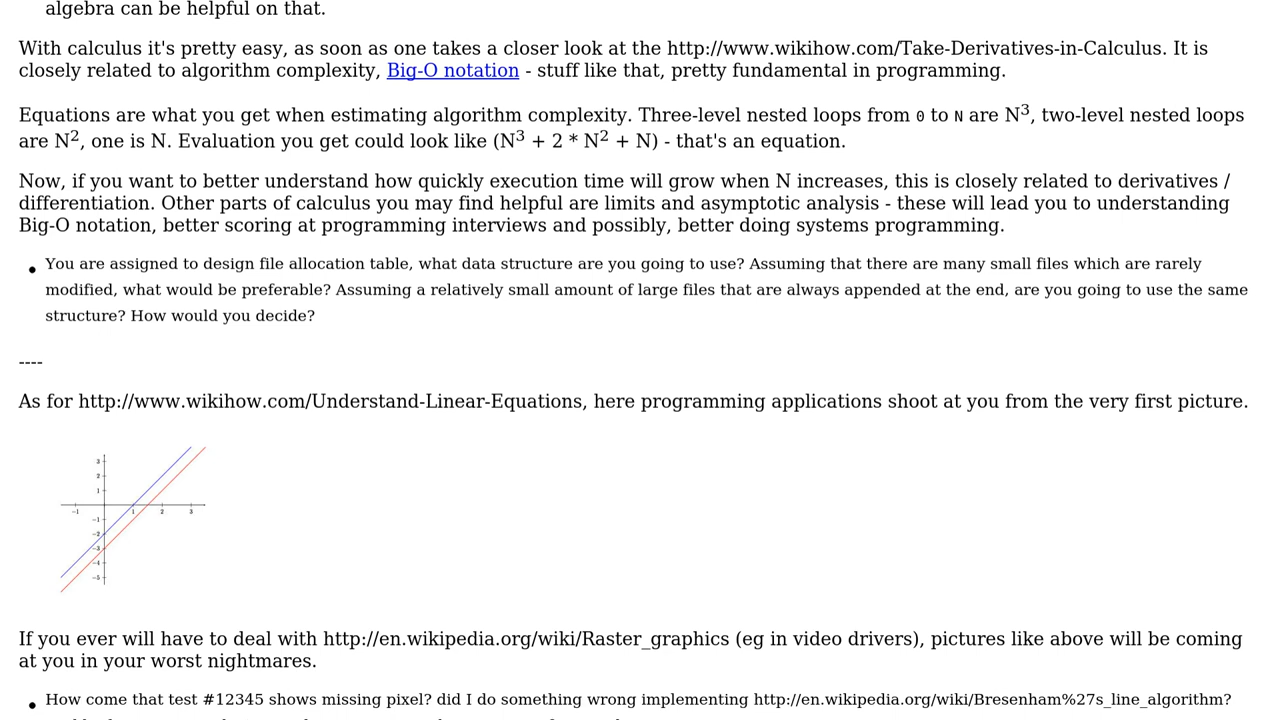 algebra can be helpful on that.
With calculus it's pretty easy, as soon as one takes a closer look at the http://www.wikihow.com/Take-Derivatives-in-Calculus. It is
closely related to algorithm complexity, Big-O notation - stuff like that, pretty fundamental in programming.
Equations are what you get when estimating algorithm complexity. Three-level nested loops from 0 to N are N3, two-level nested loops
are N2, one is N. Evaluation you get could look like (N3 + 2 * N2 + N) - that's an equation.
Now, if you want to better understand how quickly execution time will grow when N increases, this is closely related to derivatives /
differentiation. Other parts of calculus you may find helpful are limits and asymptotic analysis - these will lead you to understanding
Big-O notation, better scoring at programming interviews and possibly, better doing systems programming.
• You are assigned to design file allocation table, what data structure are you going to use? Assuming that there are many small files which are rarely
modified, what would be preferable? Assuming a relatively small amount of large files that are always appended at the end, are you going to use the same
structure? How would you decide?
----
As for http://www.wikihow.com/Understand-Linear-Equations, here programming applications shoot at you from the very first picture.
3
2
1
-1 1 2 3
-1
-2
-3
-4
-5
If you ever will have to deal with http://en.wikipedia.org/wiki/Raster_graphics (eg in video drivers), pictures like above will be coming
at you in your worst nightmares.
• How come that test #12345 shows missing pixel? did I do something wrong implementing http://en.wikipedia.org/wiki/Bresenham%27s_line_algorithm?